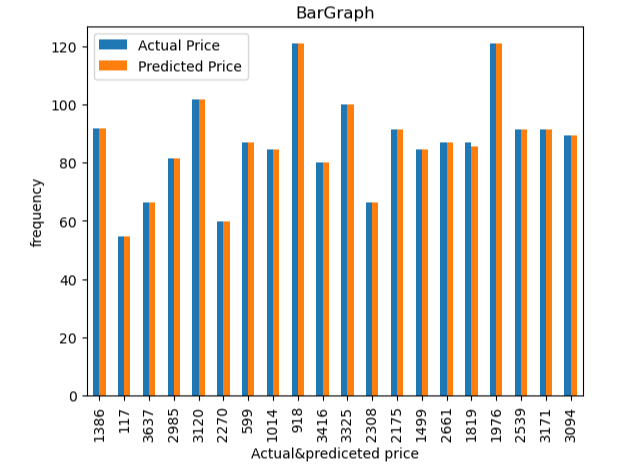 BarGraph
Actual Price
Predicted Price
frequency
120
100
80
60
40
20
0
1386 117 3637 2985 3120 2270 599 1014 918 3416 3325 2308 2175 1499 2661 1819 1976 2539 3171 3094
Actual&prediceted price